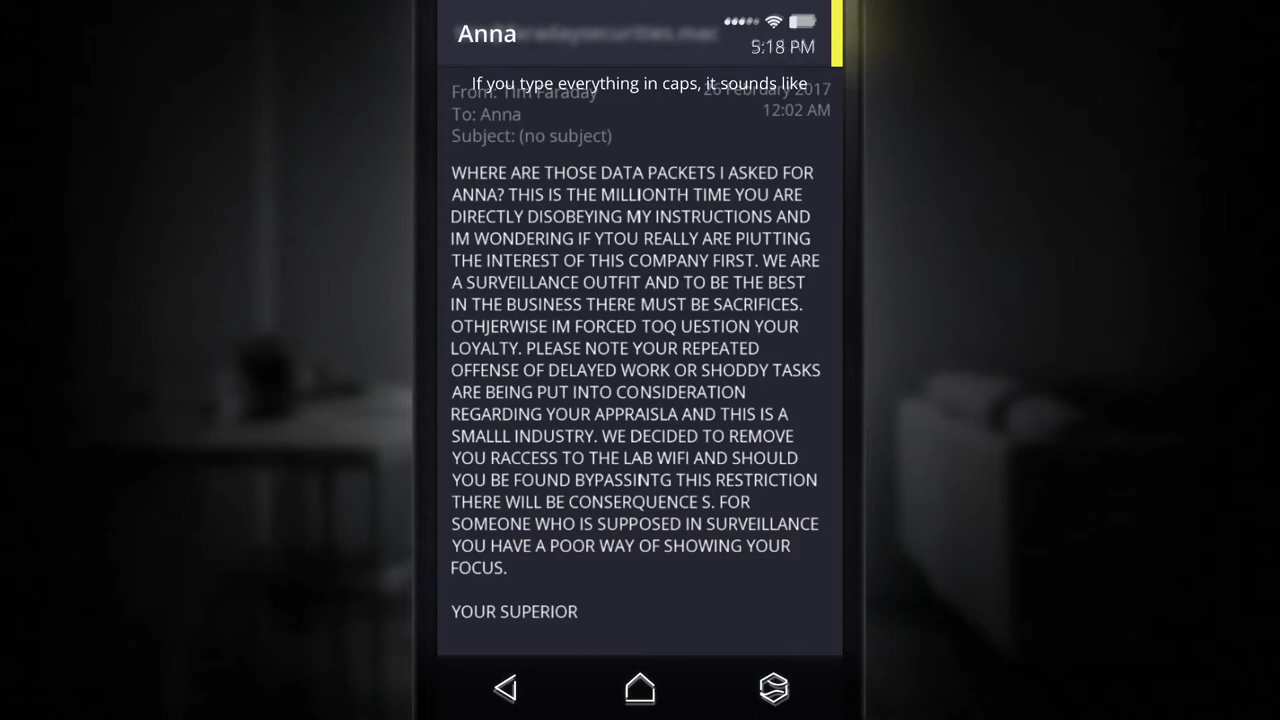 Anna
5:18 PM
If you type everything in caps, it sounds like
From: Tim Faraday
26 February 2017
To: Anna
12:02 AM
Subject: (no subject)
WHERE ARE THOSE DATA PACKETS I ASKED FOR
ANNA? THIS IS THE MILLIONTH TIME YOU ARE
DIRECTLY DISOBEYING MY INSTRUCTIONS AND
IM WONDERING IF YTOU REALLY ARE PIUTTING
THE INTEREST OF THIS COMPANY FIRST. WE ARE
A SURVEILLANCE OUTFIT AND TO BE THE BEST
IN THE BUSINESS THERE MUST BE SACRIFICES.
OTHJERWISE IM FORCED TOQ UESTION YOUR
LOYALTY. PLEASE NOTE YOUR REPEATED
OFFENSE OF DELAYED WORK OR SHODDY TASKS
ARE BEING PUT INTO CONSIDERATION
REGARDING YOUR APPRAISLA AND THIS IS A
SMALLL INDUSTRY. WE DECIDED TO REMOVE
YOU RACCESS TO THE LAB WIFI AND SHOULD
YOU BE FOUND BYPASSINTG THIS RESTRICTION
THERE WILL BE CONSERQUENCE S. FOR
SOMEONE WHO IS SUPPOSED IN SURVEILLANCE
YOU HAVE A POOR WAY OF SHOWING YOUR
FOCUS.
YOUR SUPERIOR